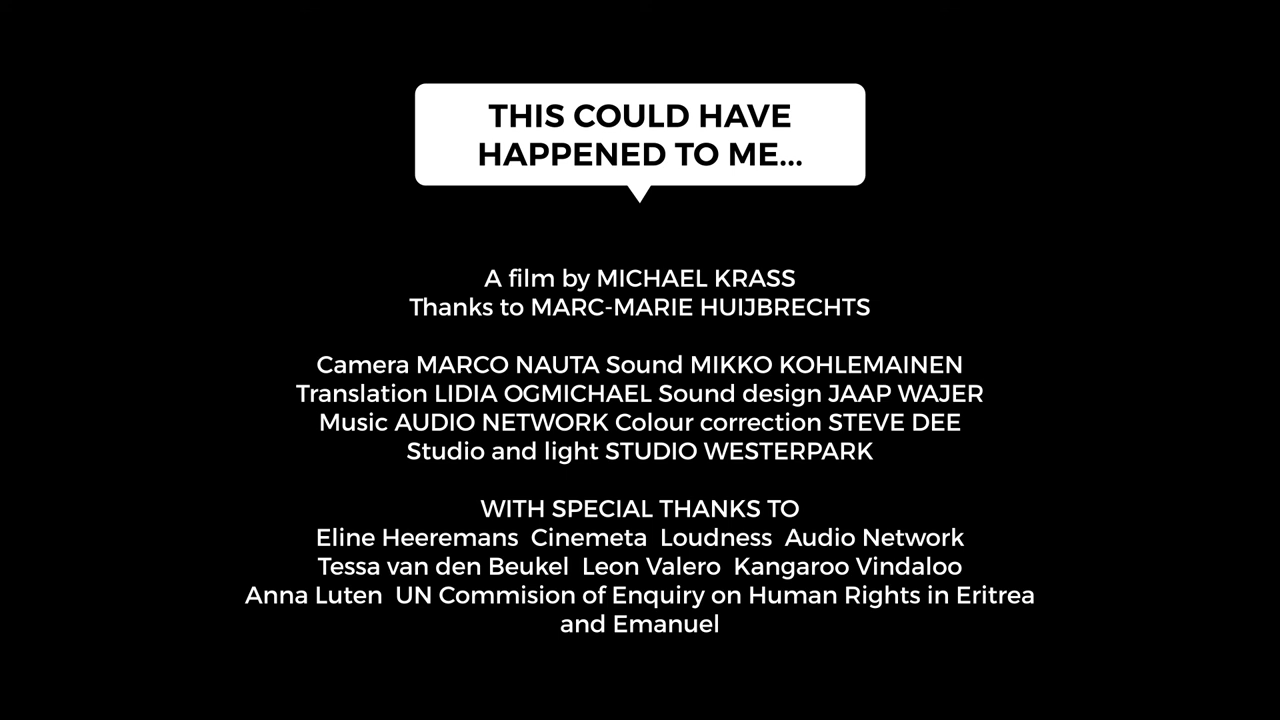 THIS COULD HAVE
HAPPENED TO ME...
A film by MICHAEL KRASS
Thanks to MARC-MARIE HUIJBRECHTS
Camera MARCO NAUTA Sound MIKKO KOHLEMAINEN
Translation LIDIA OGMICHAEL Sound design JAAP WAJER
Music AUDIO NETWORK Colour correction STEVE DEE
Studio and light STUDIO WESTERPARK
WITH SPECIAL THANKS TO
Eline Heeremans Cinemeta Loudness Audio Network
Tessa van den Beukel Leon Valero Kangaroo Vindaloo
Anna Luten UN Commision of Enquiry on Human Rights in Eritrea
and Emanuel